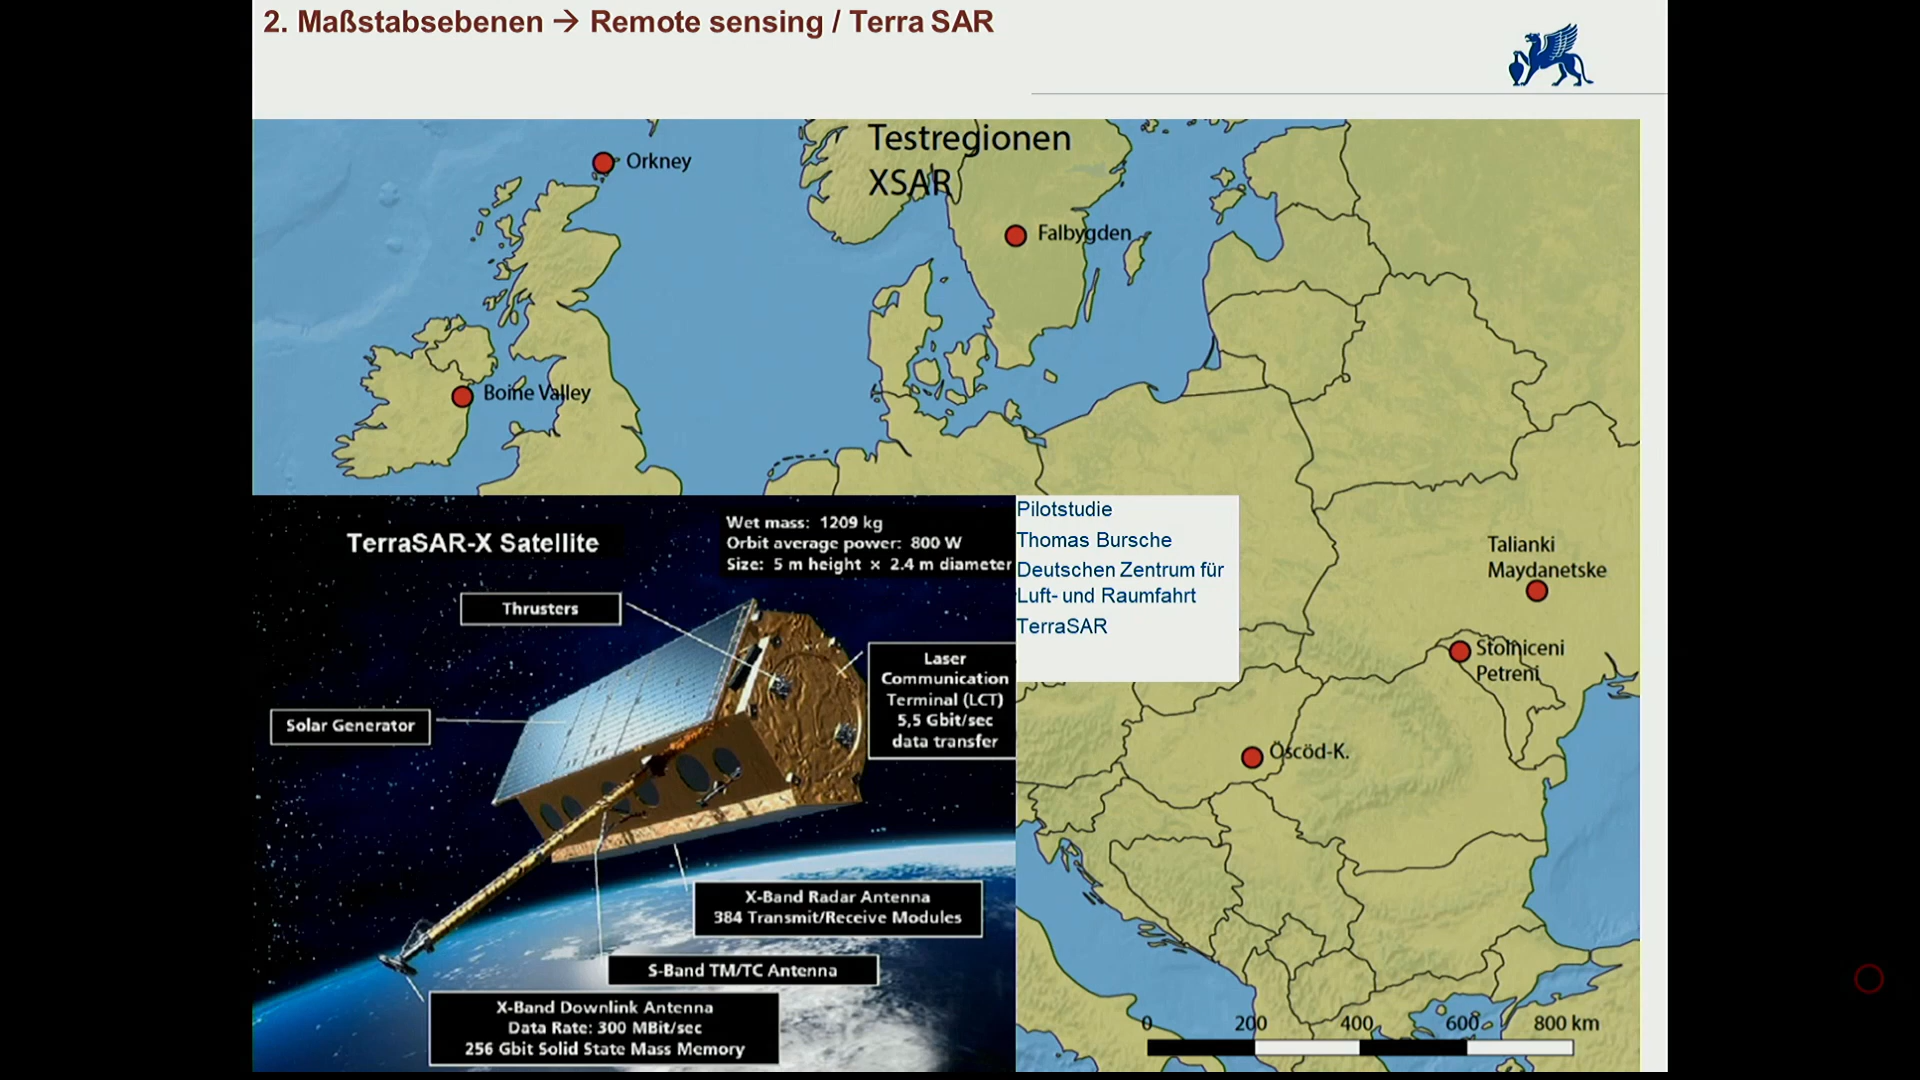 2. Maßstabsebenen → Remote sensing / Terra SAR
Testregionen
XSAR
Orkney
Falbygden
Boine Valley
Talianki
Maydanetske
Stolniceni
Petreni
Öscöd-K.
0 200 400 600 800 km
Pilotstudie
Thomas Bursche
Deutschen Zentrum für
Luft- und Raumfahrt
TerraSAR
TerraSAR-X Satellite
Wet mass: 1209 kg
Orbit average power: 800 W
Size: 5 m height × 2.4 m diameter
Thrusters
Laser
Communication
Terminal (LCT)
5,5 Gbit/sec
data transfer
Solar Generator
X-Band Radar Antenna
384 Transmit/Receive Modules
S-Band TM/TC Antenna
X-Band Downlink Antenna
Data Rate: 300 MBit/sec
256 Gbit Solid State Mass Memory